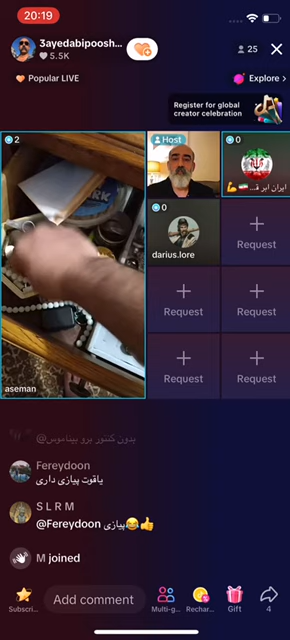 20:19
3ayedabipoosh...
5.5K
25
Popular LIVE
Explore >
Register for global
creator celebration
2
Host
0
ایران ابر ق...
0
darius.lore
Request
Request
Request
Request
Request
aseman
@بدون کنتور برو بیناموس
Fereydoon
یاقوت پیازی داری
S L R M
@Fereydoon پیازی😂👍
M joined
Subscri...
Add comment
Multi-g...
Rechar...
Gift
4